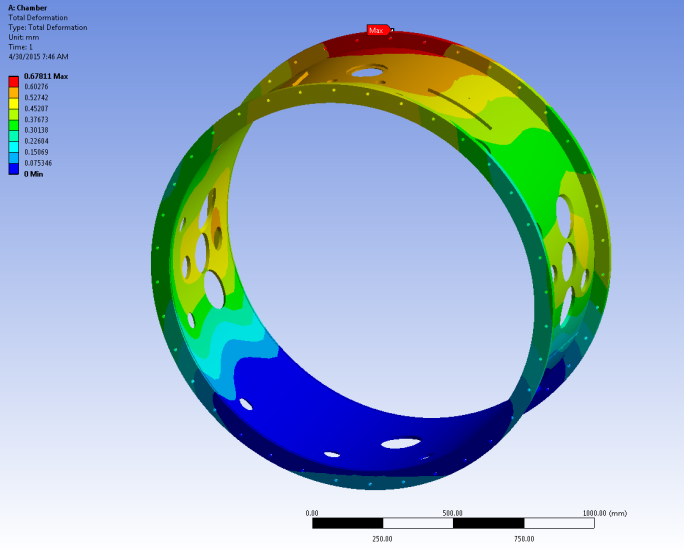 A: Chamber
Total Deformation
Type: Total Deformation
Unit: mm
Time: 1
4/30/2015 7:46 AM
0.67811 Max
0.60276
0.52742
0.45207
0.37673
0.30138
0.22604
0.15069
0.075346
0 Min
Max
0.00 500.00 1000.00 (mm)
250.00 750.00